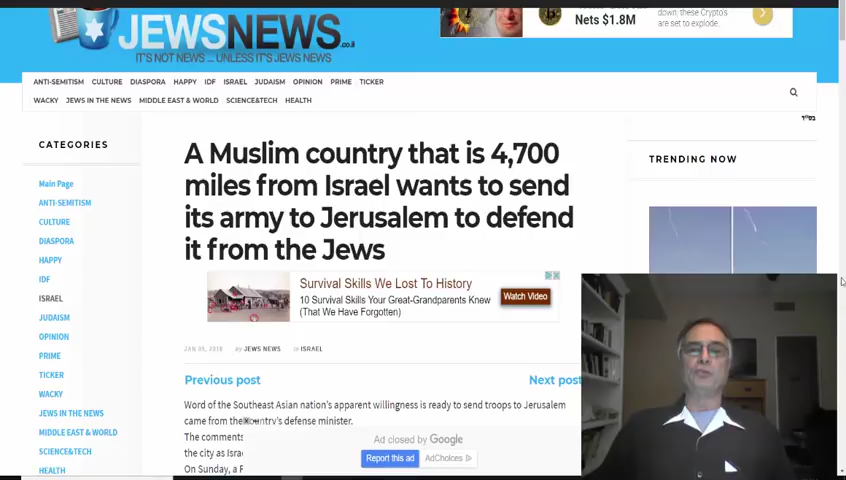 JEWSNEWS.co.il
IT'S NOT NEWS ... UNLESS IT'S JEWS NEWS
Nets $1.8M
down, these Crypto's
are set to explode.
ANTI-SEMITISM CULTURE DIASPORA HAPPY IDF ISRAEL JUDAISM OPINION PRIME TICKER
WACKY JEWS IN THE NEWS MIDDLE EAST & WORLD SCIENCE&TECH HEALTH
בס"ד
CATEGORIES
Main Page
ANTI-SEMITISM
CULTURE
DIASPORA
HAPPY
IDF
ISRAEL
JUDAISM
OPINION
PRIME
TICKER
WACKY
JEWS IN THE NEWS
MIDDLE EAST & WORLD
SCIENCE&TECH
HEALTH
A Muslim country that is 4,700
miles from Israel wants to send
its army to Jerusalem to defend
it from the Jews
Survival Skills We Lost To History
10 Survival Skills Your Great-Grandparents Knew
(That We Have Forgotten)
Watch Video
JAN 05, 2018 by JEWS NEWS in ISRAEL
Previous post Next post
Word of the Southeast Asian nation's apparent willingness is ready to send troops to Jerusalem
came from the country's defense minister.
The comments
the city as Israe
On Sunday, a F
Ad closed by Google
Report this ad AdChoices
TRENDING NOW